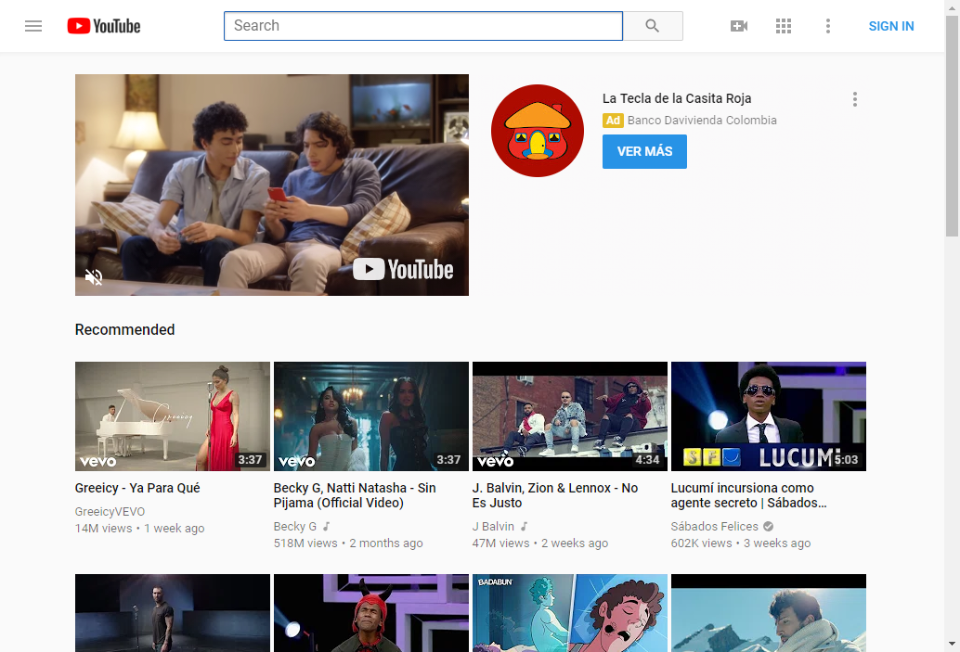 YouTube
Search
SIGN IN
YouTube
La Tecla de la Casita Roja
Ad Banco Davivienda Colombia
VER MÁS
Recommended
Greeicy
vevo 3:37
vevo 3:37
vevo 4:34
SF LUCUMÍ 5:03
Greeicy - Ya Para Qué
GreeicyVEVO
14M views • 1 week ago
Becky G, Natti Natasha - Sin
Pijama (Official Video)
Becky G
518M views • 2 months ago
J. Balvin, Zion & Lennox - No
Es Justo
J Balvin
47M views • 2 weeks ago
Lucumí incursiona como
agente secreto | Sábados...
Sábados Felices
602K views • 3 weeks ago
BADABUN